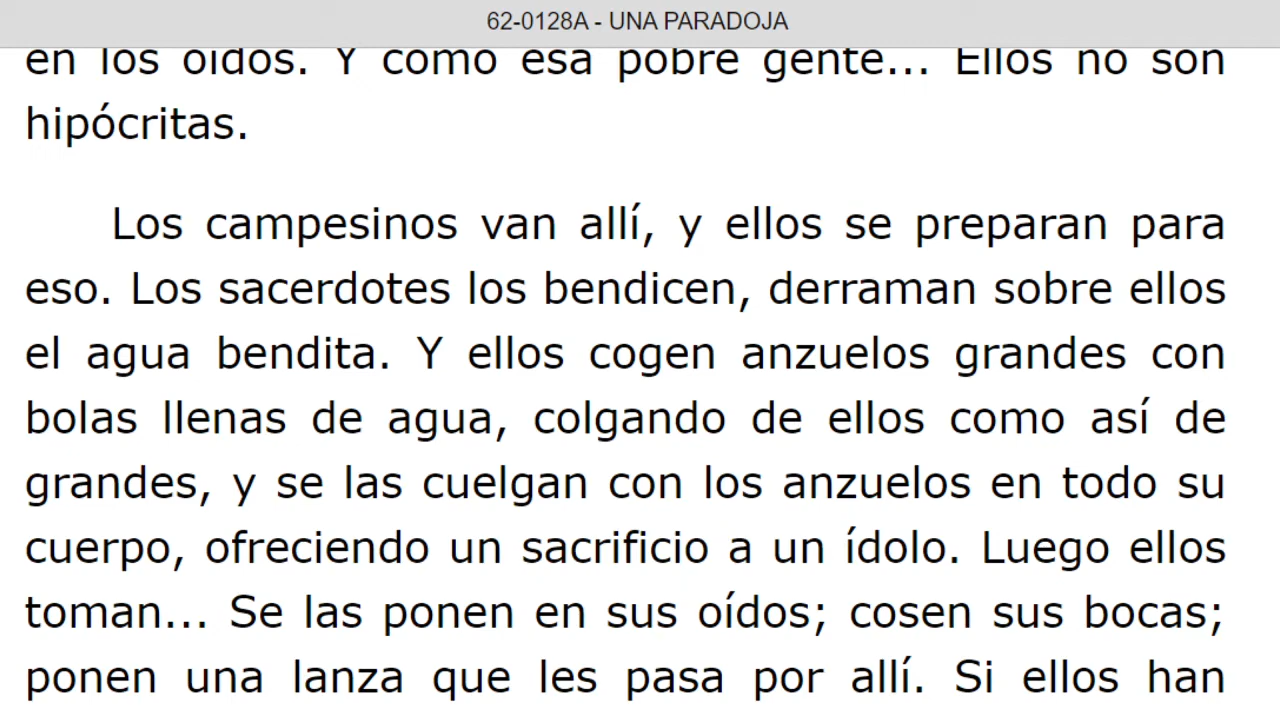 62-0128A - UNA PARADOJA
en los oídos. Y como esa pobre gente... Ellos no son
hipócritas.
Los campesinos van allí, y ellos se preparan para
eso. Los sacerdotes los bendicen, derraman sobre ellos
el agua bendita. Y ellos cogen anzuelos grandes con
bolas llenas de agua, colgando de ellos como así de
grandes, y se las cuelgan con los anzuelos en todo su
cuerpo, ofreciendo un sacrificio a un ídolo. Luego ellos
toman... Se las ponen en sus oídos; cosen sus bocas;
ponen una lanza que les pasa por allí. Si ellos han